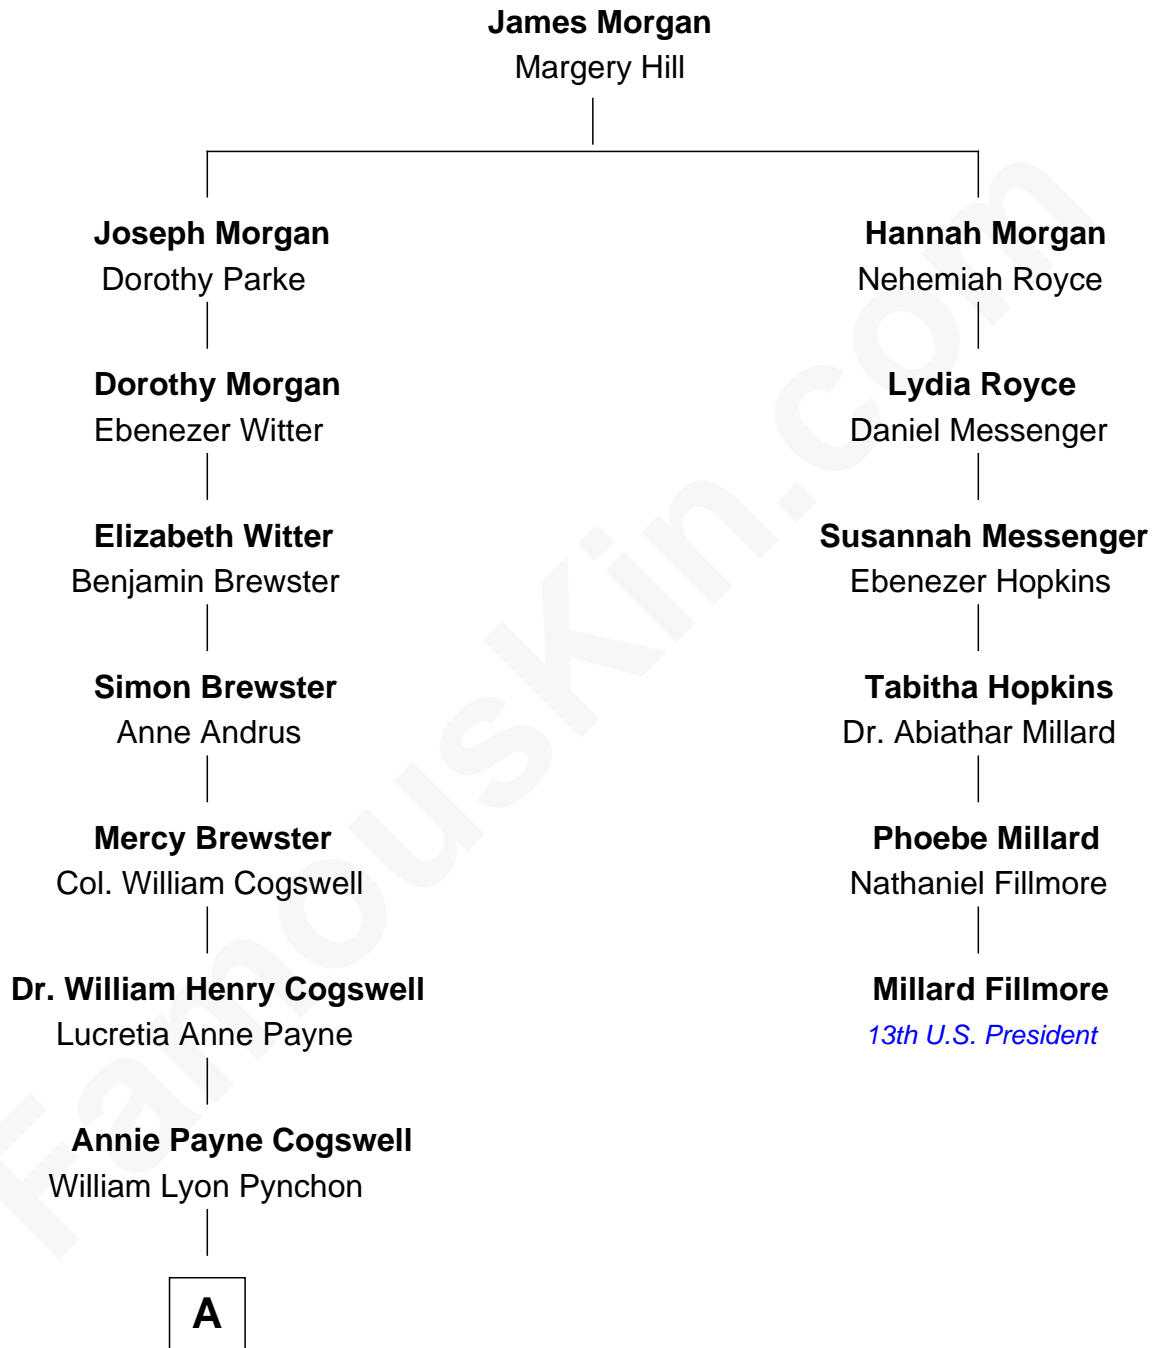 James Morgan
Margery Hill
Joseph Morgan
Dorothy Parke
Hannah Morgan
Nehemiah Royce
Dorothy Morgan
Ebenezer Witter
Lydia Royce
Daniel Messenger
Elizabeth Witter
Benjamin Brewster
Susannah Messenger
Ebenezer Hopkins
Simon Brewster
Anne Andrus
Tabitha Hopkins
Dr. Abiathar Millard
Mercy Brewster
Col. William Cogswell
Phoebe Millard
Nathaniel Fillmore
Dr. William Henry Cogswell
Lucretia Anne Payne
Millard Fillmore
13th U.S. President
Annie Payne Cogswell
William Lyon Pynchon
A
FamousKin.com